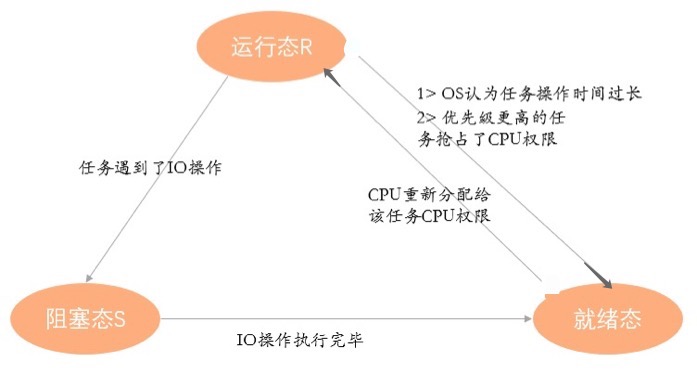 运行态R
1> OS认为任务操作时间过长
2> 优先级更高的任
务抢占了CPU权限
任务遇到了IO操作
CPU重新分配给
该任务CPU权限
阻塞态S
就绪态
IO操作执行完毕